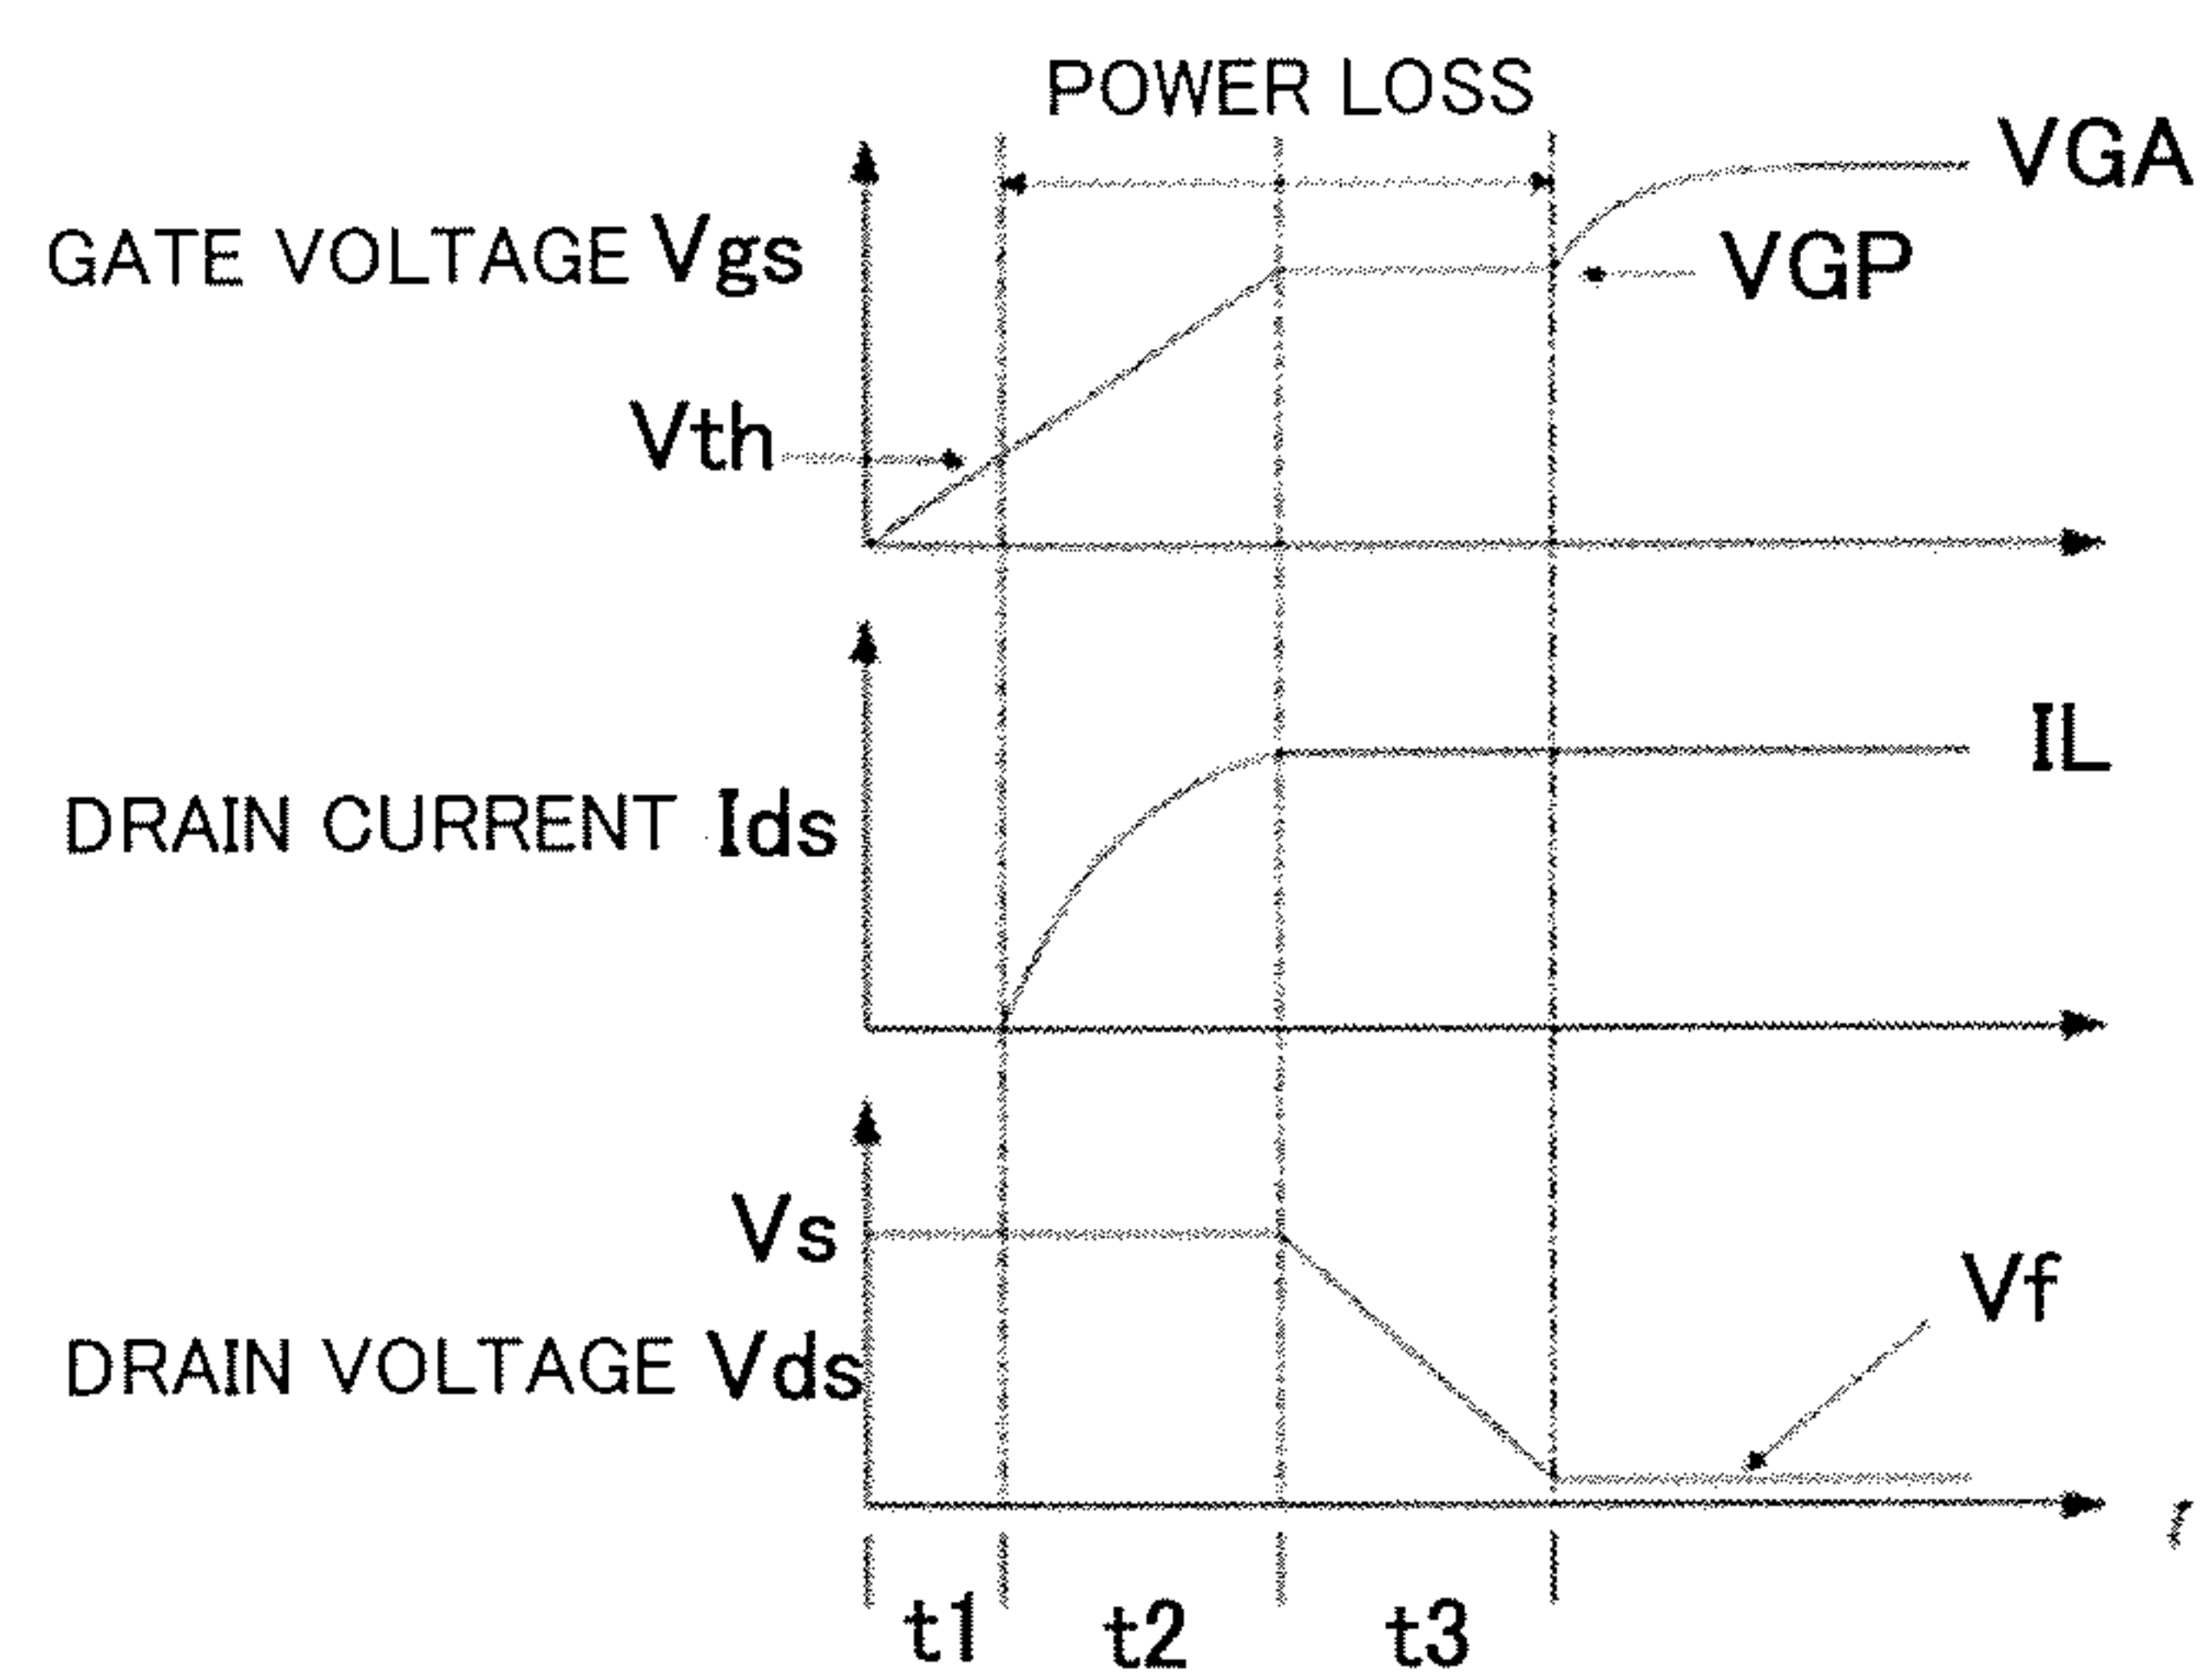 POWER LOSS
VGA
GATE VOLTAGE Vgs
VGP
Vth
IL
DRAIN CURRENT Ids
Vs
Vf
DRAIN VOLTAGE Vds
t
t1 t2 t3